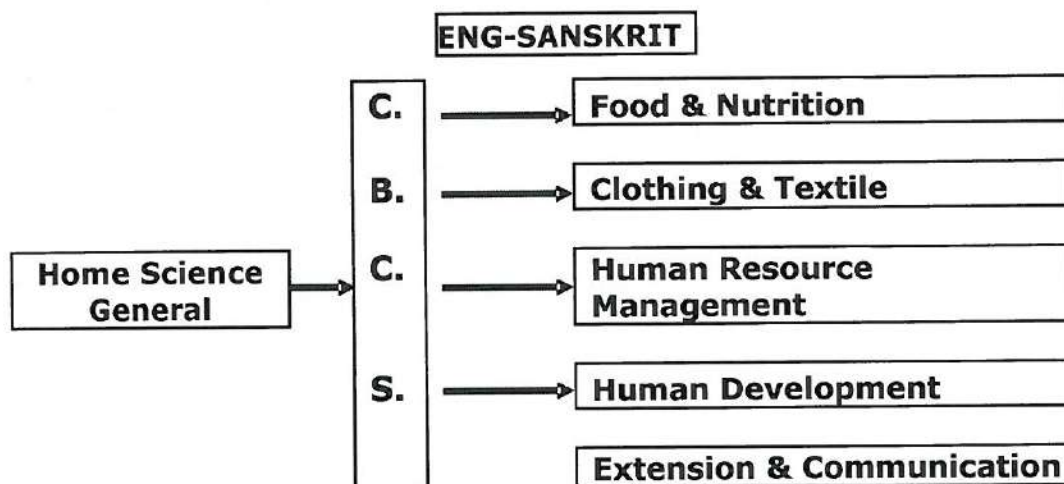 ENG-SANSKRIT
C.
Food & Nutrition
B.
Clothing & Textile
Home Science
General
C.
Human Resource
Management
S.
Human Development
Extension & Communication